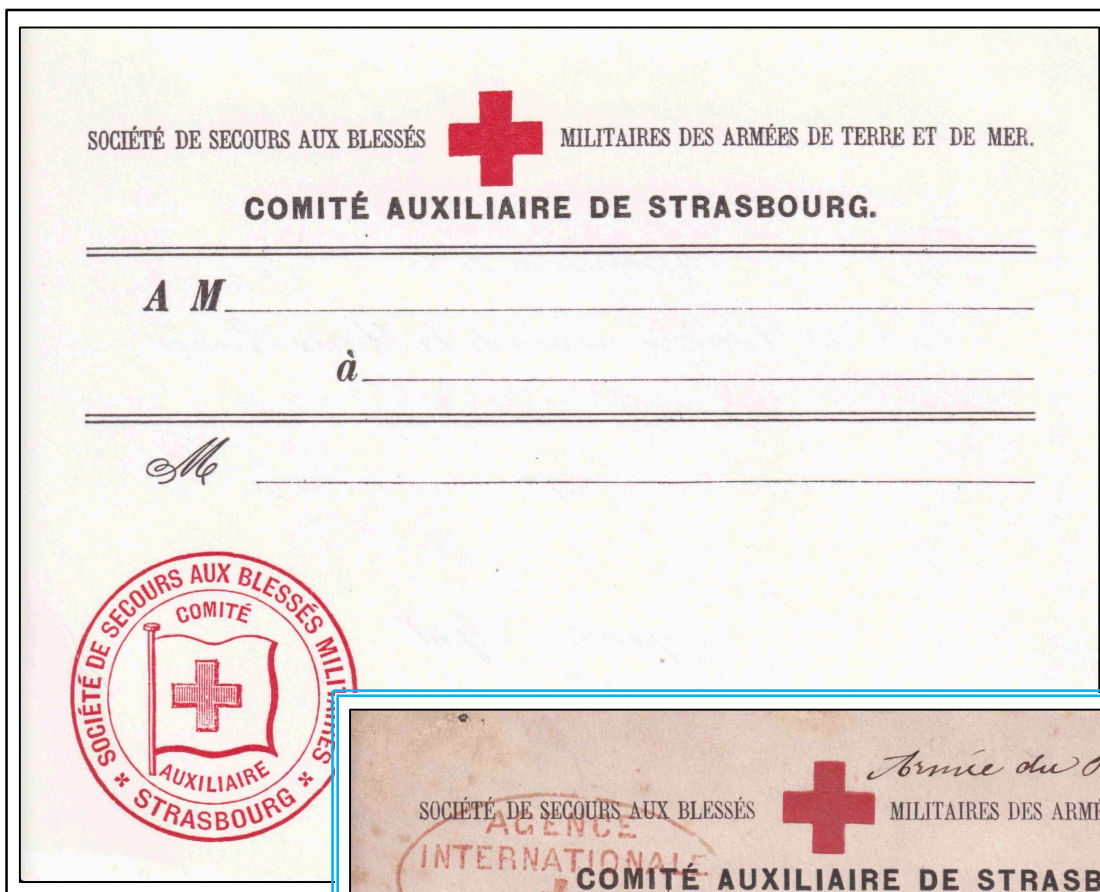 SOCIÉTÉ DE SECOURS AUX BLESSÉS MILITAIRES DES ARMÉES DE TERRE ET DE MER.
COMITÉ AUXILIAIRE DE STRASBOURG.
A M
à
M
SOCIÉTÉ DE SECOURS AUX BLESSÉS MILITAIRES
COMITÉ
AUXILIAIRE
* STRASBOURG *
Armée du
SOCIÉTÉ DE SECOURS AUX BLESSÉS MILITAIRES DES ARMÉ
AGENCE
INTERNATIONALE
COMITÉ AUXILIAIRE DE STRASB